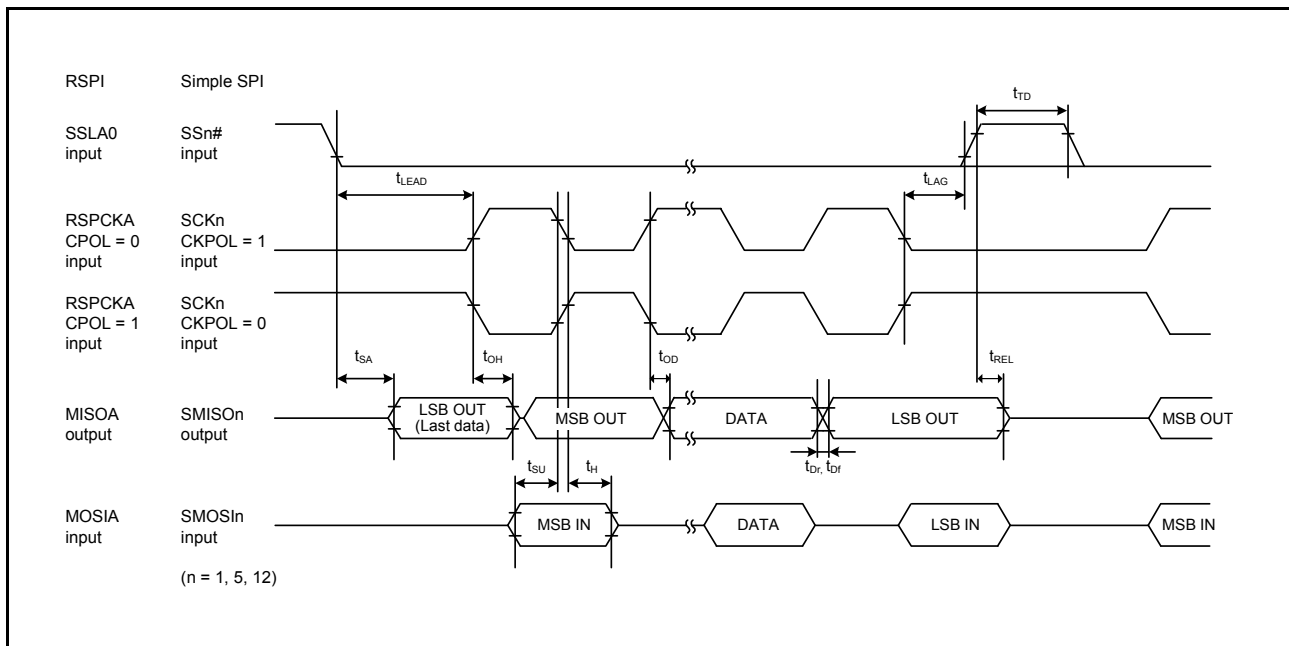 RSPI Simple SPI
tTD
SSLA0 SSn#
input input
tLEAD tLAG
RSPCKA SCKn
CPOL = 0 CKPOL = 1
input input
RSPCKA SCKn
CPOL = 1 CKPOL = 0
input input
tSA tOH tOD tREL
MISOA SMISOn
output output
LSB OUT
(Last data)
MSB OUT DATA LSB OUT MSB OUT
tSU tH tDr, tDf
MOSIA SMOSIn
input input
MSB IN DATA LSB IN MSB IN
(n = 1, 5, 12)